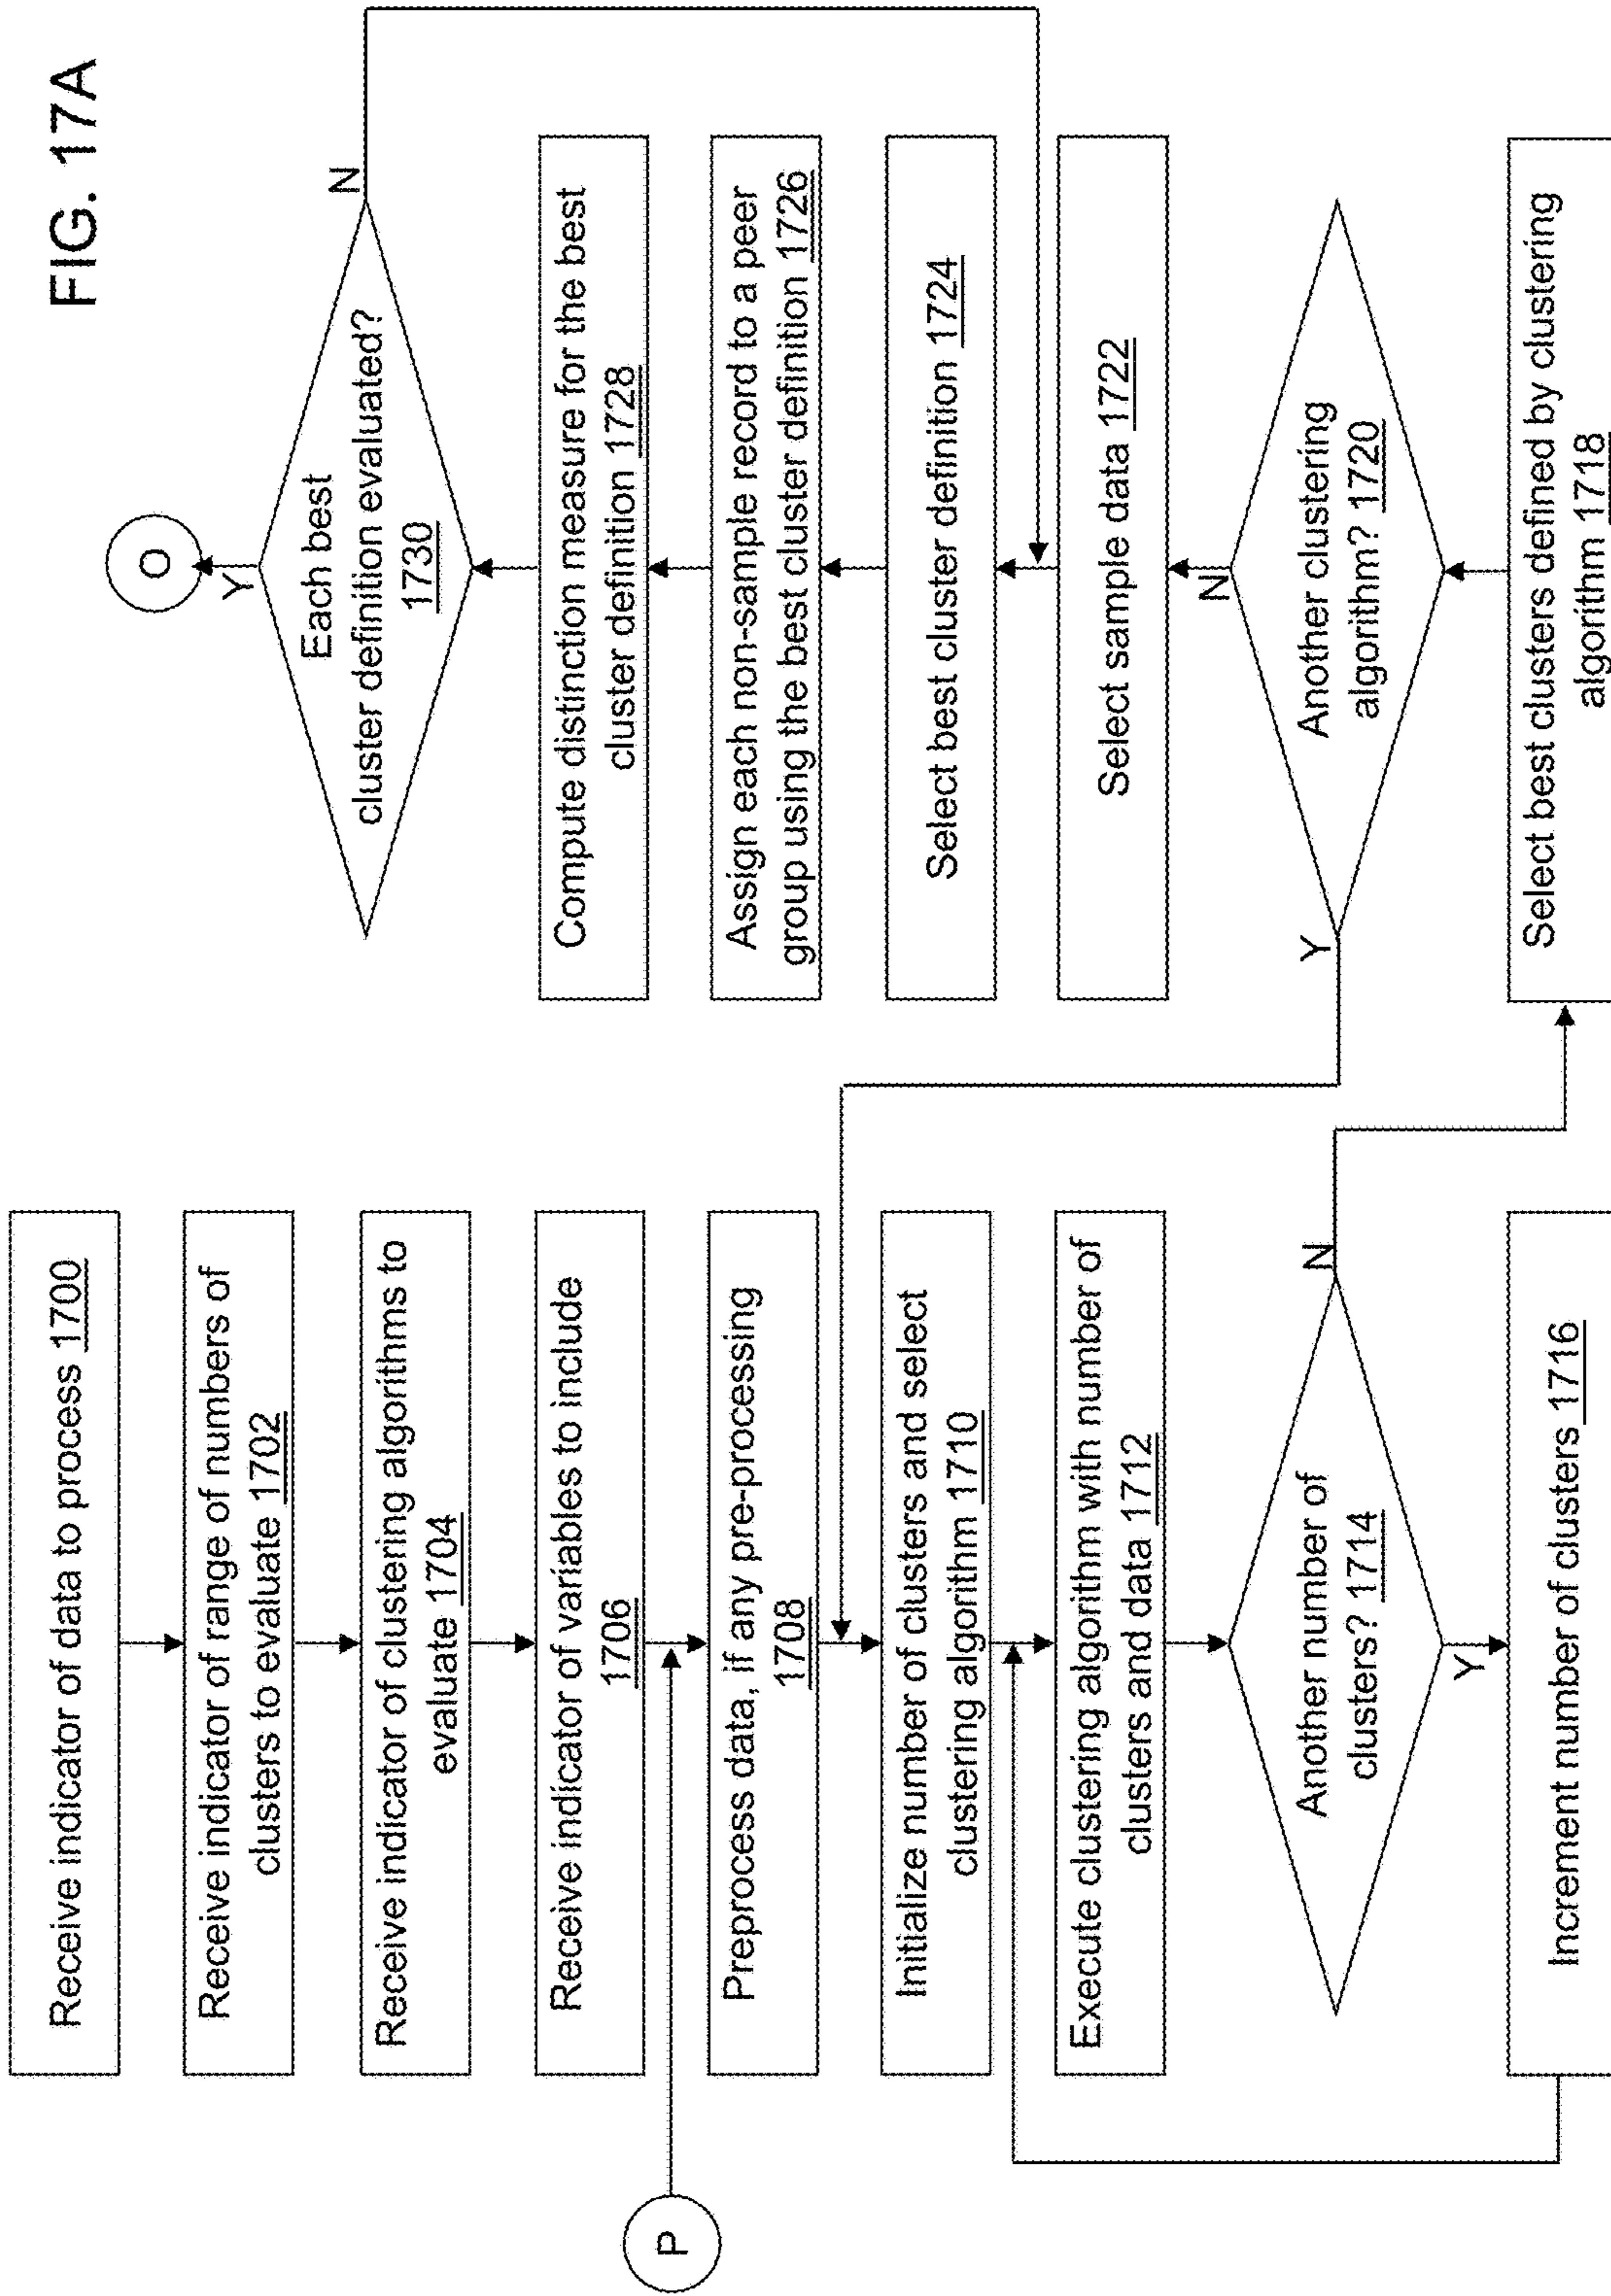 FIG. 17A
Receive indicator of data to process 1700
Receive indicator of range of numbers of
clusters to evaluate 1702
Receive indicator of clustering algorithms to
evaluate 1704
Receive indicator of variables to include
1706
P
Preprocess data, if any pre-processing
1708
Initialize number of clusters and select
clustering algorithm 1710
Execute clustering algorithm with number of
clusters and data 1712
Another number of
clusters? 1714
N
Y
Increment number of clusters 1716
Select best clusters defined by clustering
algorithm 1718
Another clustering
algorithm? 1720
Y
N
Select sample data 1722
Select best cluster definition 1724
Assign each non-sample record to a peer
group using the best cluster definition 1726
Compute distinction measure for the best
cluster definition 1728
Each best
cluster definition evaluated?
1730
N
Y
O